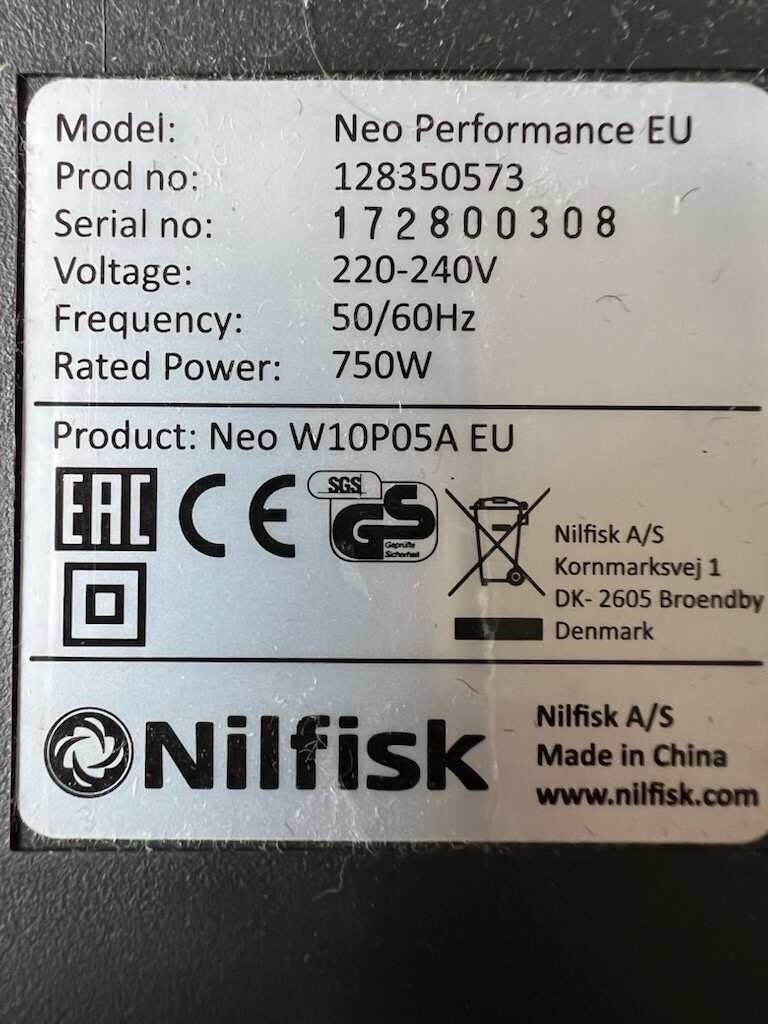 Model: Neo Performance EU
Prod no: 128350573
Serial no: 172800308
Voltage: 220-240V
Frequency: 50/60Hz
Rated Power: 750W
Product: Neo W10P05A EU
EAC CE SGS GS
Geprüfte
Sicherheit
Nilfisk A/S
Kornmarksvej 1
DK- 2605 Broendby
Denmark
Nilfisk
Nilfisk A/S
Made in China
www.nilfisk.com